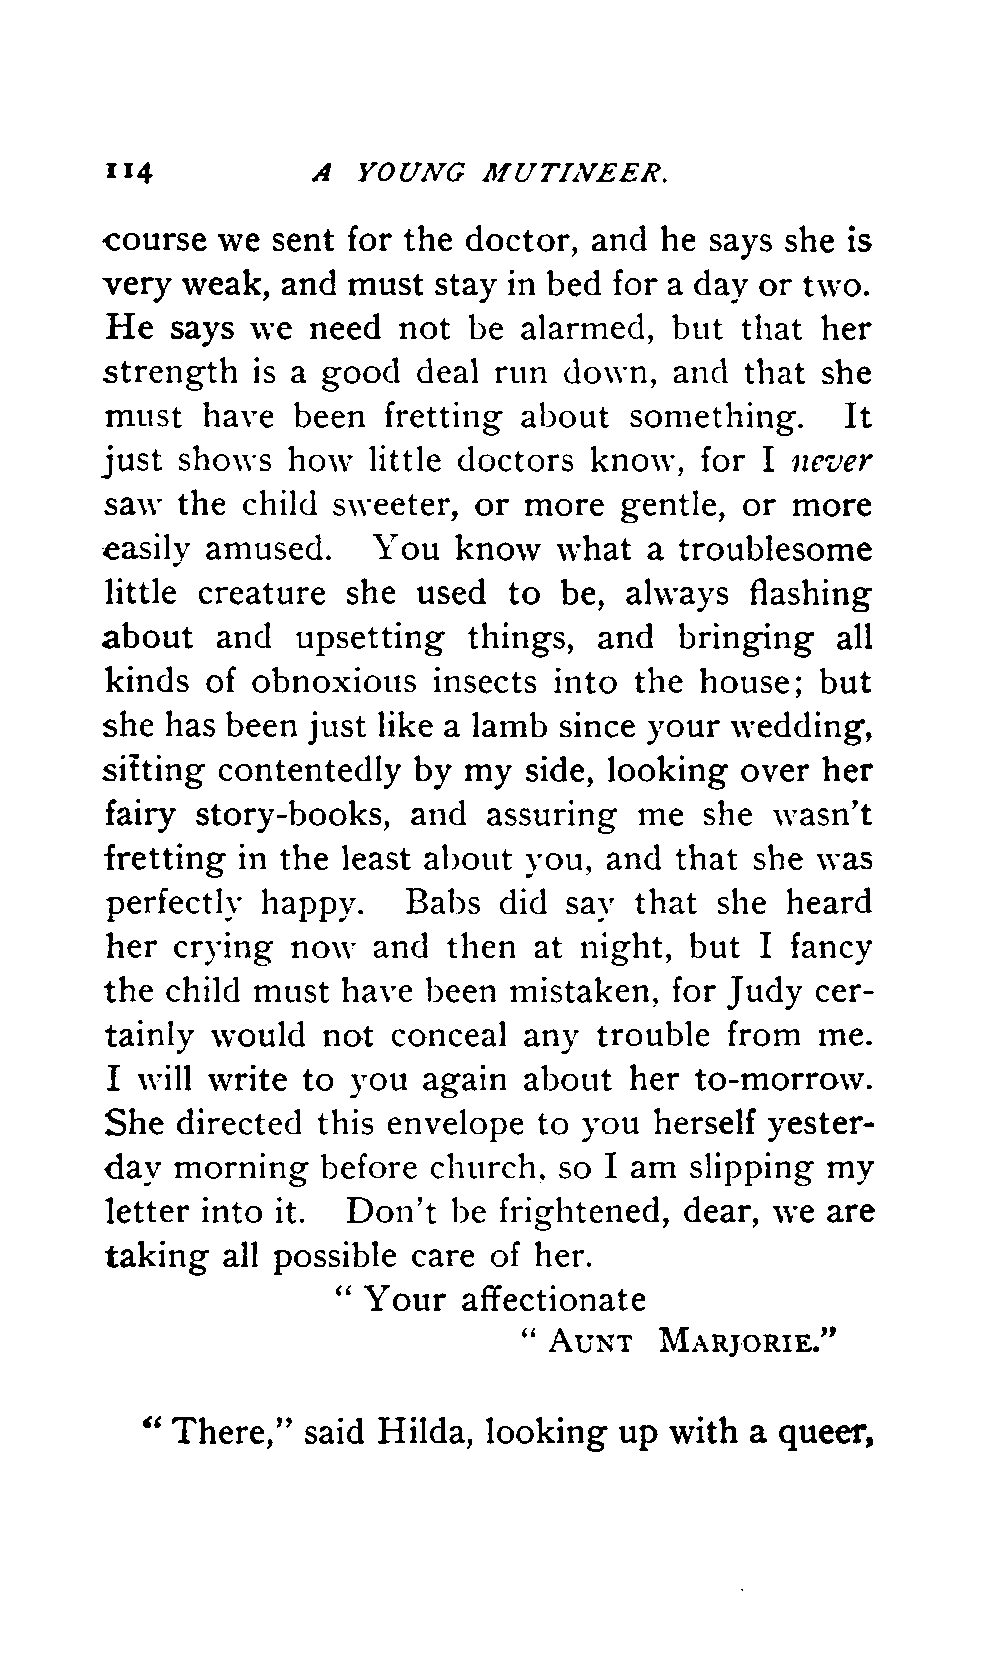 114 A YOUNG MUTINEER.
course we sent for the doctor, and he says she is
very weak, and must stay in bed for a day or two.
He says we need not be alarmed, but that her
strength is a good deal run down, and that she
must have been fretting about something. It
just shows how little doctors know, for I never
saw the child sweeter, or more gentle, or more
easily amused. You know what a troublesome
little creature she used to be, always flashing
about and upsetting things, and bringing all
kinds of obnoxious insects into the house; but
she has been just like a lamb since your wedding,
sitting contentedly by my side, looking over her
fairy story-books, and assuring me she wasn't
fretting in the least about you, and that she was
perfectly happy. Babs did say that she heard
her crying now and then at night, but I fancy
the child must have been mistaken, for Judy cer-
tainly would not conceal any trouble from me.
I will write to you again about her to-morrow.
She directed this envelope to you herself yester-
day morning before church, so I am slipping my
letter into it. Don't be frightened, dear, we are
taking all possible care of her.
" Your affectionate
" AUNT MARJORIE."
" There," said Hilda, looking up with a queer,